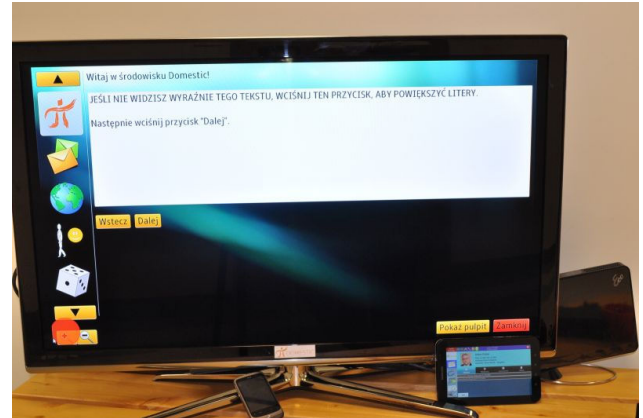 Witaj w środowisku Domestic!
JEŚLI NIE WIDZISZ WYRAŹNIE TEGO TEKSTU, WCIŚNIJ TEN PRZYCISK, ABY POWIĘKSZYĆ LITERY.
Następnie wciśnij przycisk "Dalej".
Wstecz Dalej
Pokaż pulpit Zamknij